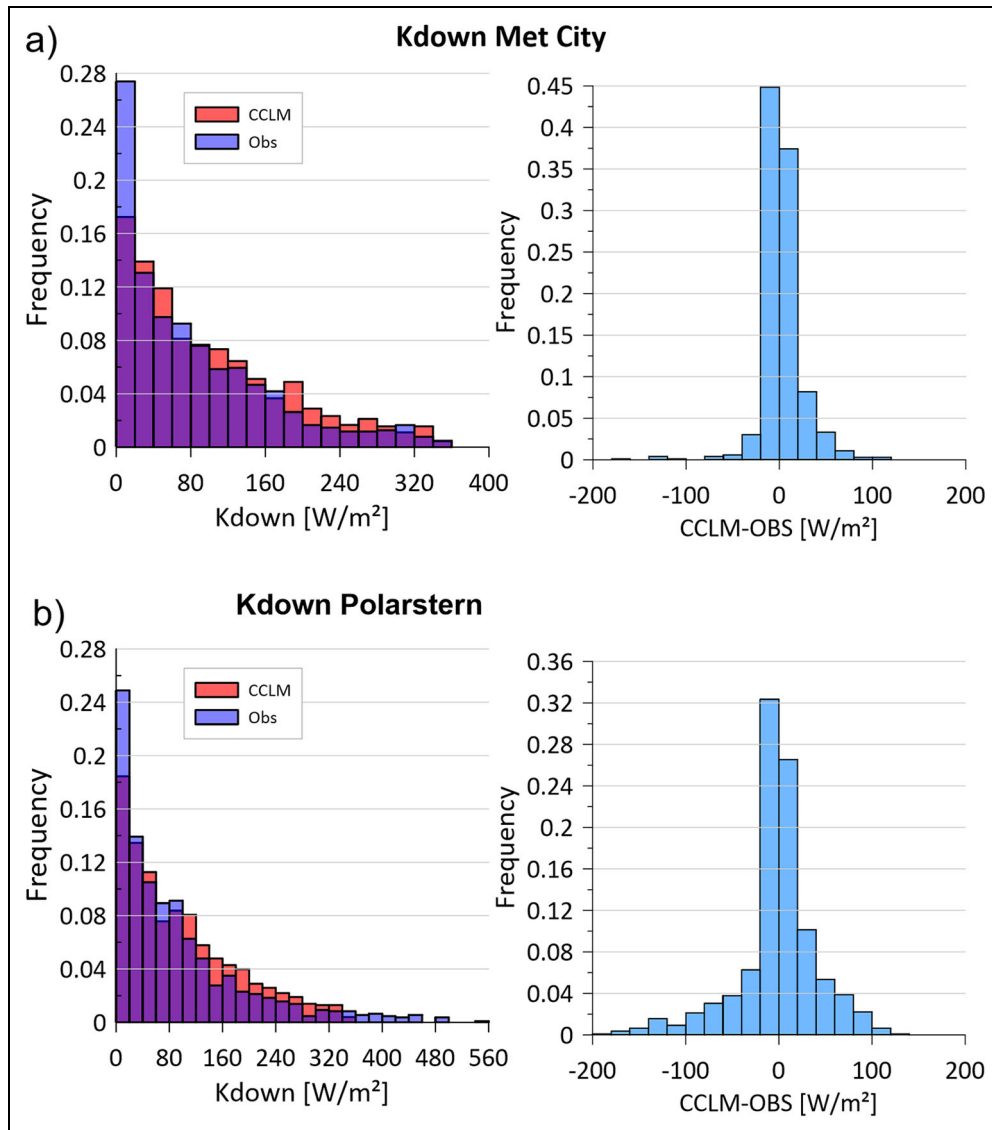 a)
Kdown Met City
0.28
0.24
0.2
0.16
0.12
0.08
0.04
0
Frequency
CCLM
Obs
0 80 160 240 320 400
Kdown [W/m²]
0.45
0.4
0.35
0.3
0.25
0.2
0.15
0.1
0.05
0
Frequency
-200 -100 0 100 200
CCLM-OBS [W/m²]
b)
Kdown Polarstern
0.28
0.24
0.2
0.16
0.12
0.08
0.04
0
Frequency
CCLM
Obs
0 80 160 240 320 400 480 560
Kdown [W/m²]
0.36
0.32
0.28
0.24
0.2
0.16
0.12
0.08
0.04
0
Frequency
-200 -100 0 100 200
CCLM-OBS [W/m²]